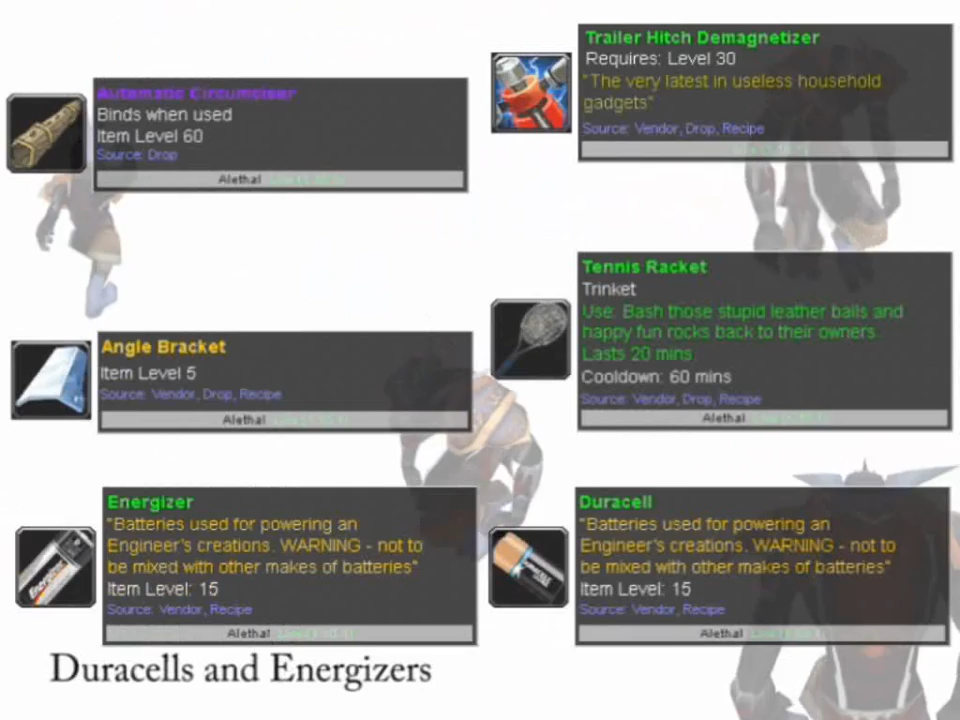 Automatic Circumciser
Binds when used
Item Level 60
Source: Drop
Alethal
Trailer Hitch Demagnetizer
Requires: Level 30
"The very latest in useless household
gadgets"
Source: Vendor, Drop, Recipe
Angle Bracket
Item Level 5
Source: Vendor, Drop, Recipe
Alethal
Tennis Racket
Trinket
Use: Bash those stupid leather balls and
happy fun rocks back to their owners.
Lasts 20 mins.
Cooldown: 60 mins
Source: Vendor, Drop, Recipe
Alethal
Energizer
"Batteries used for powering an
Engineer's creations. WARNING - not to
be mixed with other makes of batteries"
Item Level: 15
Source: Vendor, Recipe
Alethal
Duracell
"Batteries used for powering an
Engineer's creations. WARNING - not to
be mixed with other makes of batteries"
Item Level: 15
Source: Vendor, Recipe
Alethal
Duracells and Energizers